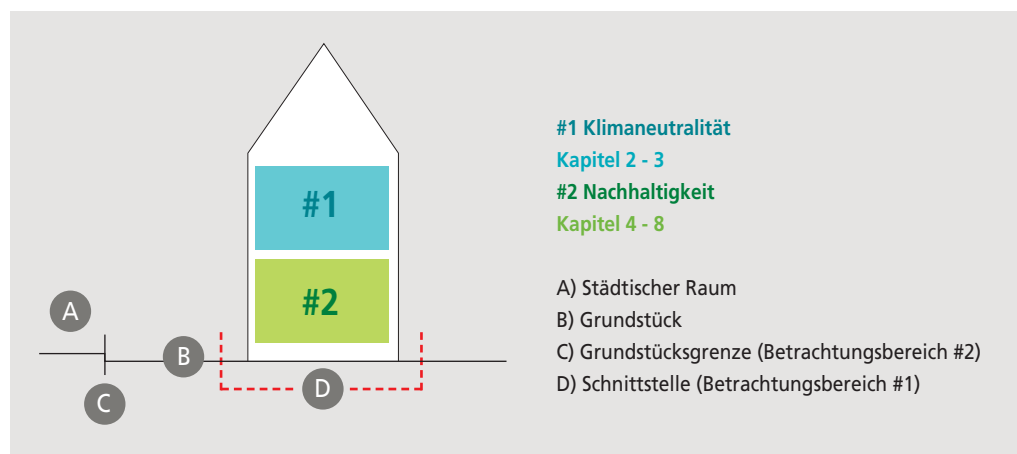 #1 Klimaneutralität
Kapitel 2 - 3
#2 Nachhaltigkeit
Kapitel 4 - 8
#1
#2
A
B
C
D
A) Städtischer Raum
B) Grundstück
C) Grundstücksgrenze (Betrachtungsbereich #2)
D) Schnittstelle (Betrachtungsbereich #1)